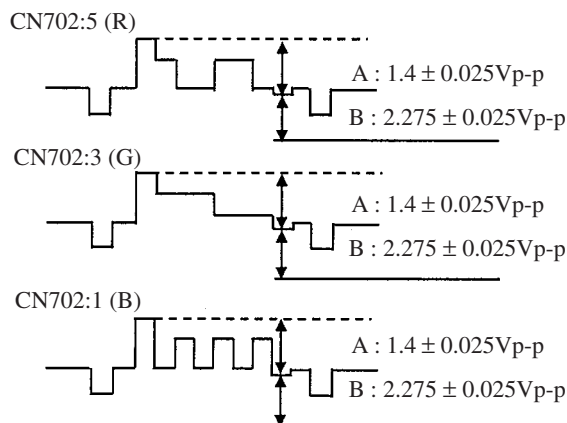 CN702:5 (R)
A : 1.4 ± 0.025Vp-p
B : 2.275 ± 0.025Vp-p
CN702:3 (G)
A : 1.4 ± 0.025Vp-p
B : 2.275 ± 0.025Vp-p
CN702:1 (B)
A : 1.4 ± 0.025Vp-p
B : 2.275 ± 0.025Vp-p